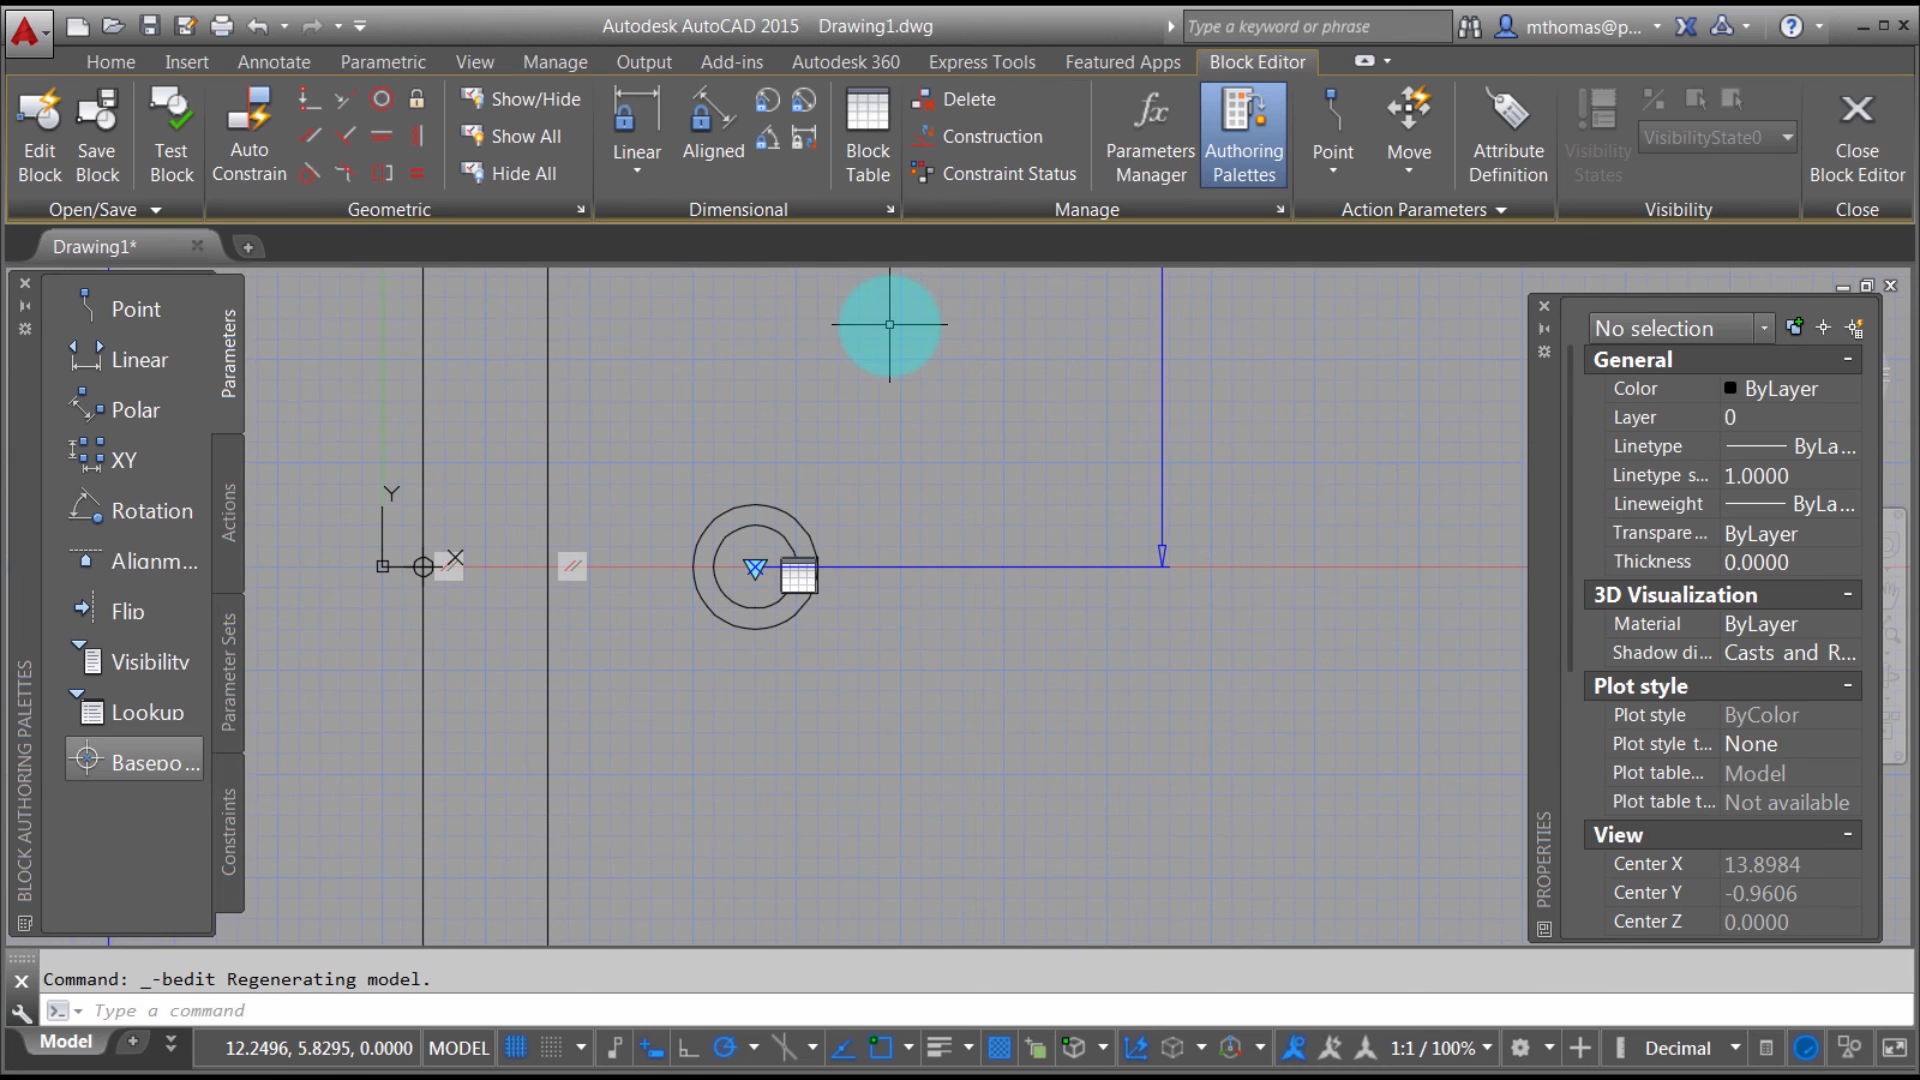 Autodesk AutoCAD 2015 Drawing1.dwg
Type a keyword or phrase
mthomas@p...
Home Insert Annotate Parametric View Manage Output Add-ins Autodesk 360 Express Tools Featured Apps Block Editor
Edit Block
Save Block
Test Block
Auto Constrain
Show/Hide
Show All
Hide All
Linear
Aligned
Block Table
Delete
Construction
Constraint Status
fx
Parameters Manager
Authoring Palettes
Point
Move
Attribute Definition
Visibility States
VisibilityState0
Close Block Editor
Open/Save Geometric Dimensional Manage Action Parameters Visibility Close
Drawing1*
Point
Linear
Polar
XY
Rotation
Alignm...
Flip
Visibility
Lookup
Basepo...
Parameters
Actions
Parameter Sets
Constraints
BLOCK AUTHORING PALETTES
Y
X
No selection
General
Color ByLayer
Layer 0
Linetype ByLa...
Linetype s... 1.0000
Lineweight ByLa...
Transpare... ByLayer
Thickness 0.0000
3D Visualization
Material ByLayer
Shadow di... Casts and R...
Plot style
Plot style ByColor
Plot style t... None
Plot table... Model
Plot table t... Not available
View
Center X 13.8984
Center Y -0.9606
Center Z 0.0000
PROPERTIES
Command: _-bedit Regenerating model.
Type a command
Model
12.2496, 5.8295, 0.0000 MODEL 1:1 / 100% Decimal